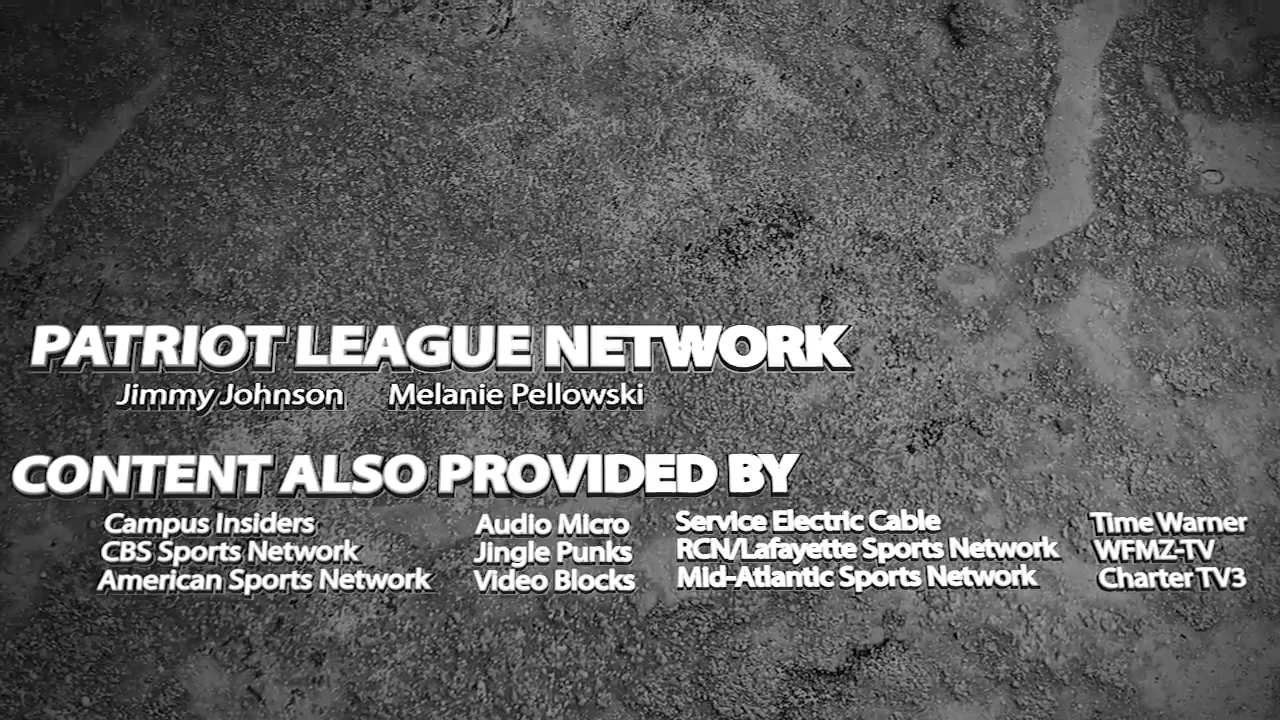 PATRIOT LEAGUE NETWORK
Jimmy Johnson Melanie Pellowski
CONTENT ALSO PROVIDED BY
Campus Insiders Audio Micro Service Electric Cable Time Warner
CBS Sports Network Jingle Punks RCN/Lafayette Sports Network WFMZ-TV
American Sports Network Video Blocks Mid-Atlantic Sports Network Charter TV3